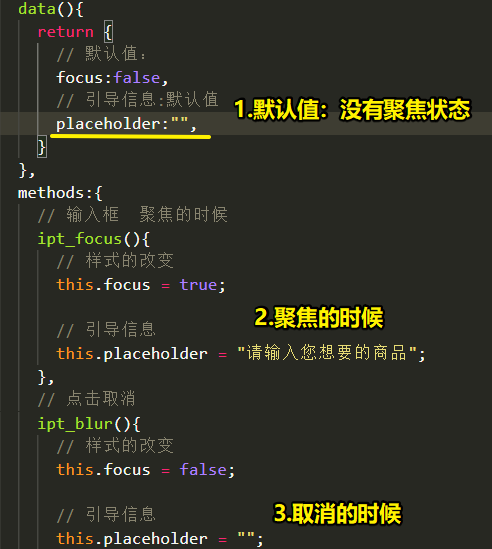 data(){
return {
// 默认值:
focus:false,
// 引导信息:默认值
placeholder:"",
1.默认值：没有聚焦状态
}
},
methods:{
// 输入框  聚焦的时候
ipt_focus(){
// 样式的改变
this.focus = true;
// 引导信息
2.聚焦的时候
this.placeholder = "请输入您想要的商品";
},
// 点击取消
ipt_blur(){
// 样式的改变
this.focus = false;
// 引导信息
3.取消的时候
this.placeholder = "";